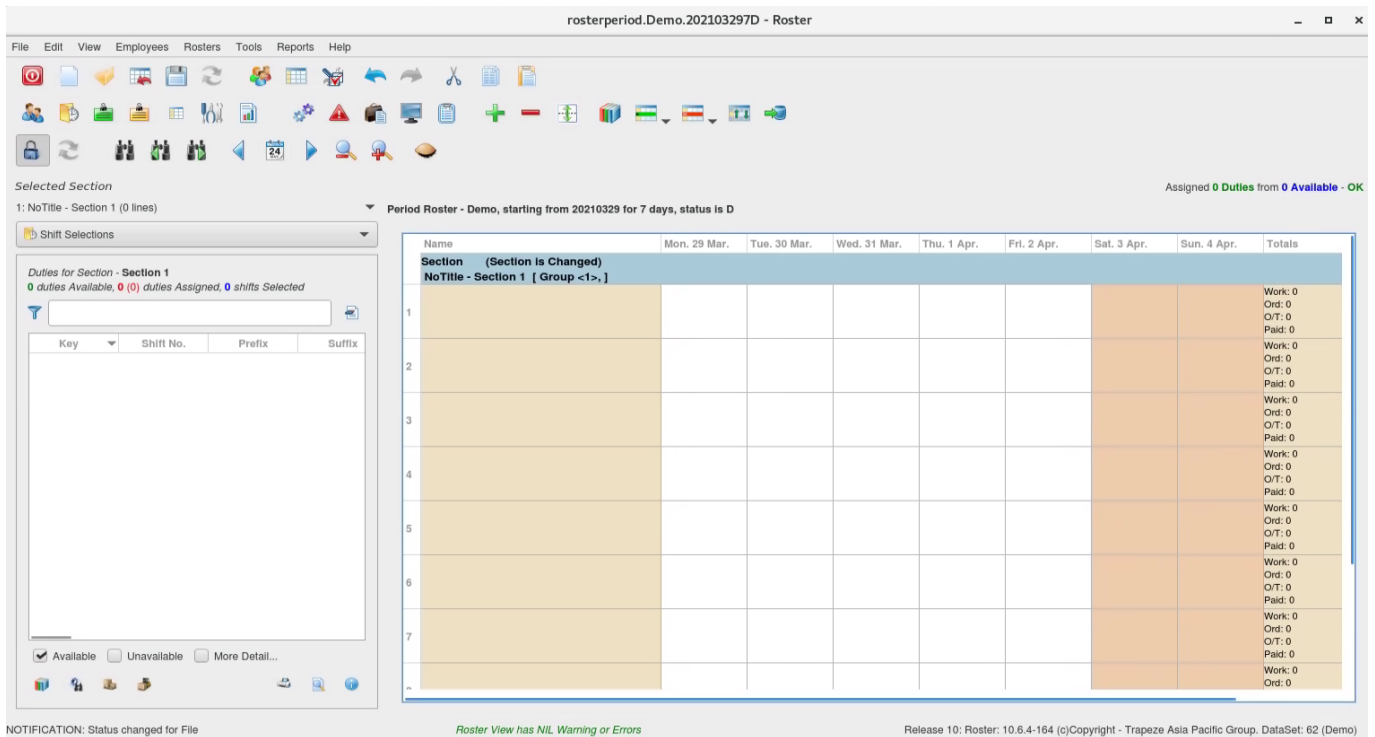 rosterperiod.Demo.202103297D - Roster
File Edit View Employees Rosters Tools Reports Help
24
Selected Section
Assigned 0 Duties from 0 Available - OK
1: NoTitle - Section 1 (0 lines)
Period Roster - Demo, starting from 20210329 for 7 days, status is D
Shift Selections
Name Mon. 29 Mar. Tue. 30 Mar. Wed. 31 Mar. Thu. 1 Apr. Fri. 2 Apr. Sat. 3 Apr. Sun. 4 Apr. Totals
Section (Section is Changed)
NoTitle - Section 1 [ Group <1>, ]
Duties for Section - Section 1
0 duties Available, 0 (0) duties Assigned, 0 shifts Selected
Key Shift No. Prefix Suffix
1
Work: 0
Ord: 0
O/T: 0
Paid: 0
2
Work: 0
Ord: 0
O/T: 0
Paid: 0
3
Work: 0
Ord: 0
O/T: 0
Paid: 0
4
Work: 0
Ord: 0
O/T: 0
Paid: 0
5
Work: 0
Ord: 0
O/T: 0
Paid: 0
6
Work: 0
Ord: 0
O/T: 0
Paid: 0
7
Work: 0
Ord: 0
O/T: 0
Paid: 0
Work: 0
Ord: 0
Available Unavailable More Detail...
NOTIFICATION: Status changed for File
Roster View has NIL Warning or Errors
Release 10: Roster: 10.6.4-164 (c)Copyright - Trapeze Asia Pacific Group. DataSet: 62 (Demo)